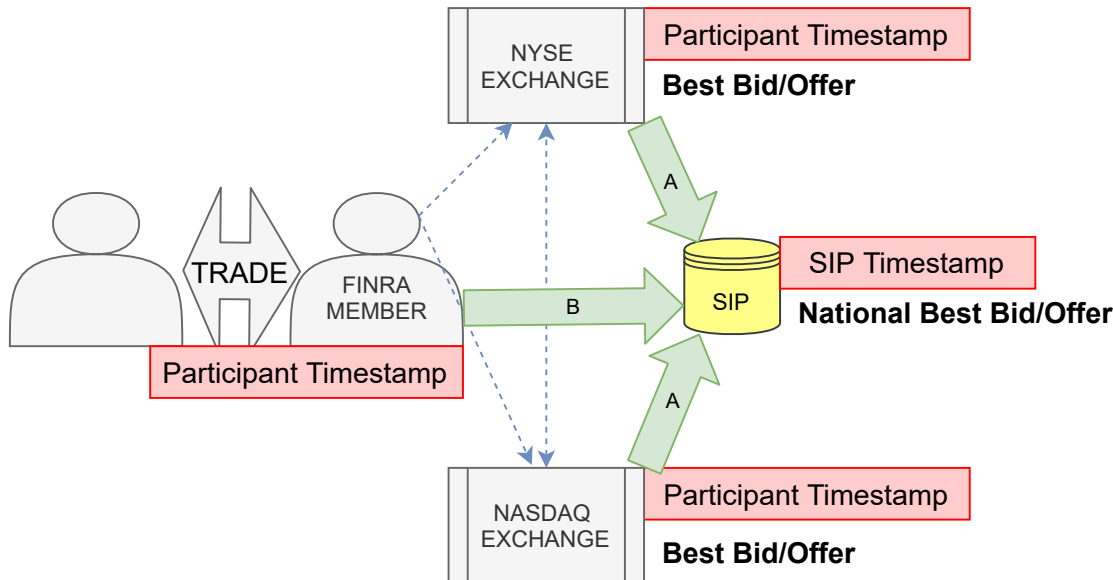 NYSE
EXCHANGE
Participant Timestamp
Best Bid/Offer
A
TRADE
FINRA
MEMBER
Participant Timestamp
B
SIP
SIP Timestamp
National Best Bid/Offer
A
NASDAQ
EXCHANGE
Participant Timestamp
Best Bid/Offer